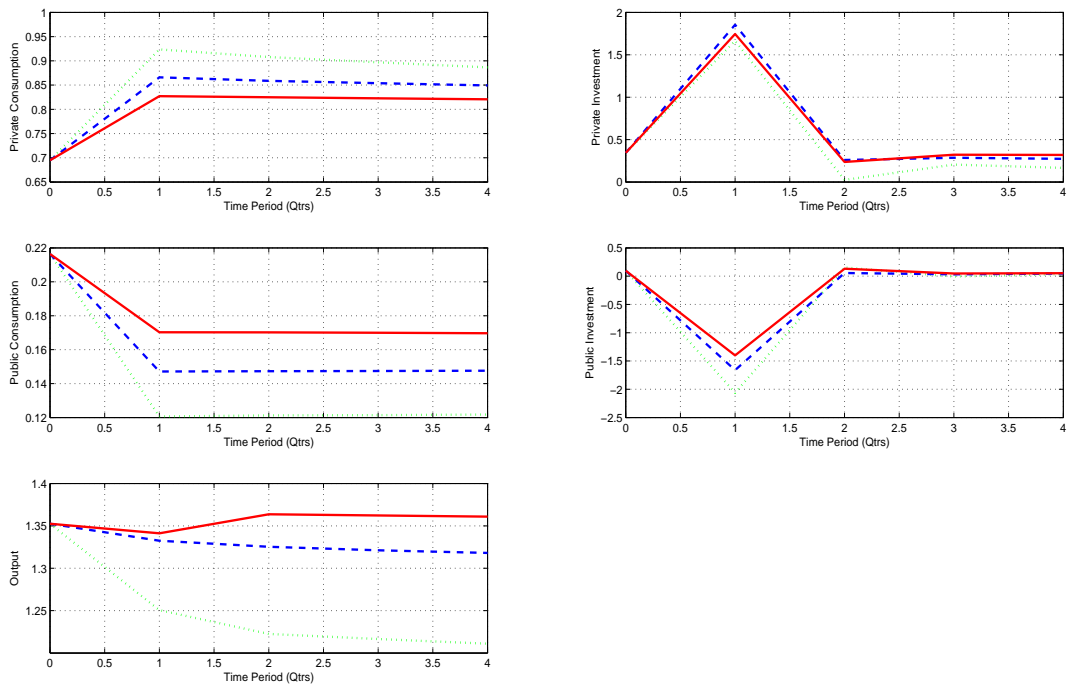 Private Consumption
1
0.95
0.9
0.85
0.8
0.75
0.7
0.65
0 0.5 1 1.5 2 2.5 3 3.5 4
Time Period (Qtrs)
Private Investment
2
1.5
1
0.5
0
0 0.5 1 1.5 2 2.5 3 3.5 4
Time Period (Qtrs)
Public Consumption
0.22
0.2
0.18
0.16
0.14
0.12
0 0.5 1 1.5 2 2.5 3 3.5 4
Time Period (Qtrs)
Public Investment
0.5
0
−0.5
−1
−1.5
−2
−2.5
0 0.5 1 1.5 2 2.5 3 3.5 4
Time Period (Qtrs)
Output
1.4
1.35
1.3
1.25
0 0.5 1 1.5 2 2.5 3 3.5 4
Time Period (Qtrs)